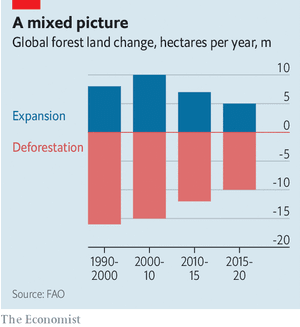 A mixed picture
Global forest land change, hectares per year, m
10
Expansion
5
0
Deforestation
-5
-10
-15
-20
1990-
2000
2000-
10
2010-
15
2015-
20
Source: FAO
The Economist